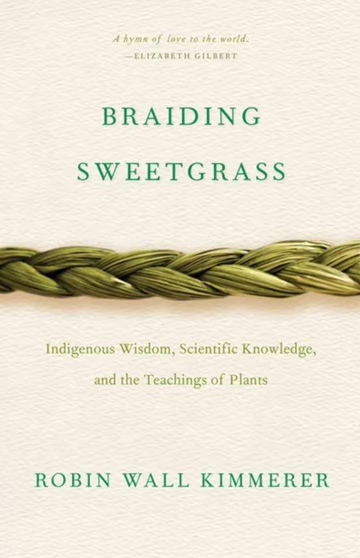 A hymn of love to the world.
—ELIZABETH GILBERT
BRAIDING
SWEETGRASS
Indigenous Wisdom, Scientific Knowledge,
and the Teachings of Plants
ROBIN WALL KIMMERER